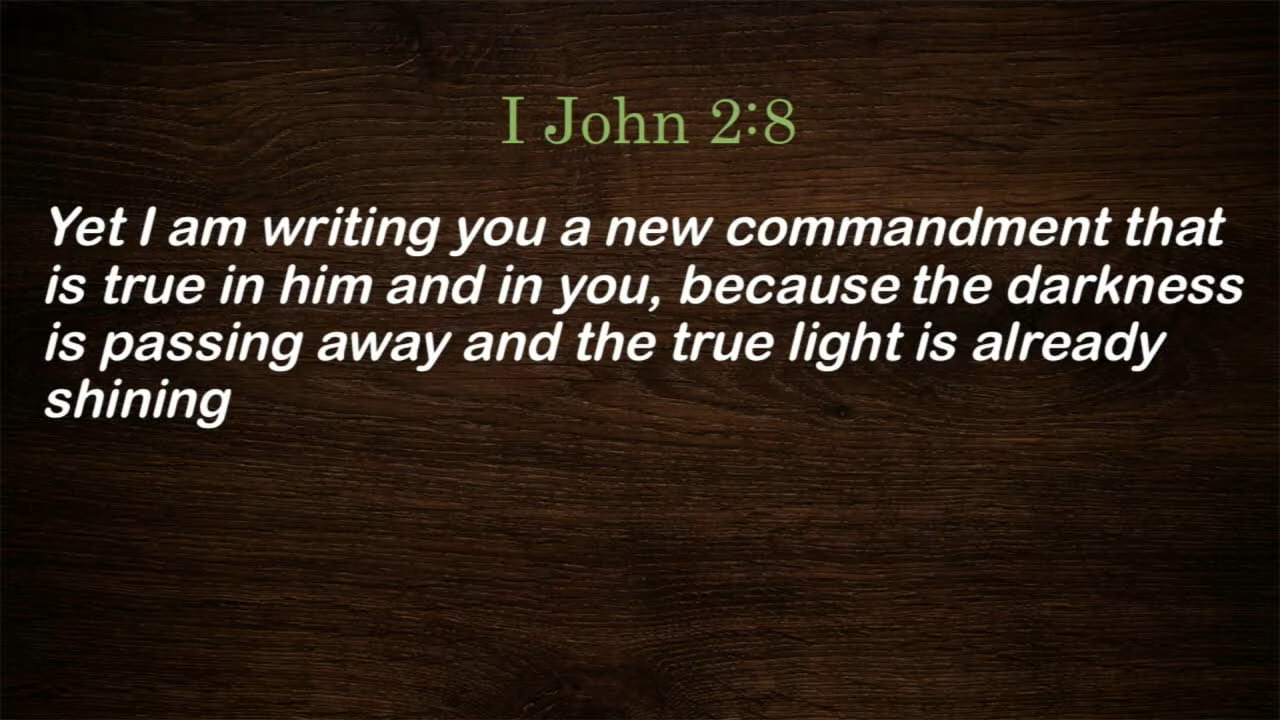 I John 2:8
Yet I am writing you a new commandment that
is true in him and in you, because the darkness
is passing away and the true light is already
shining